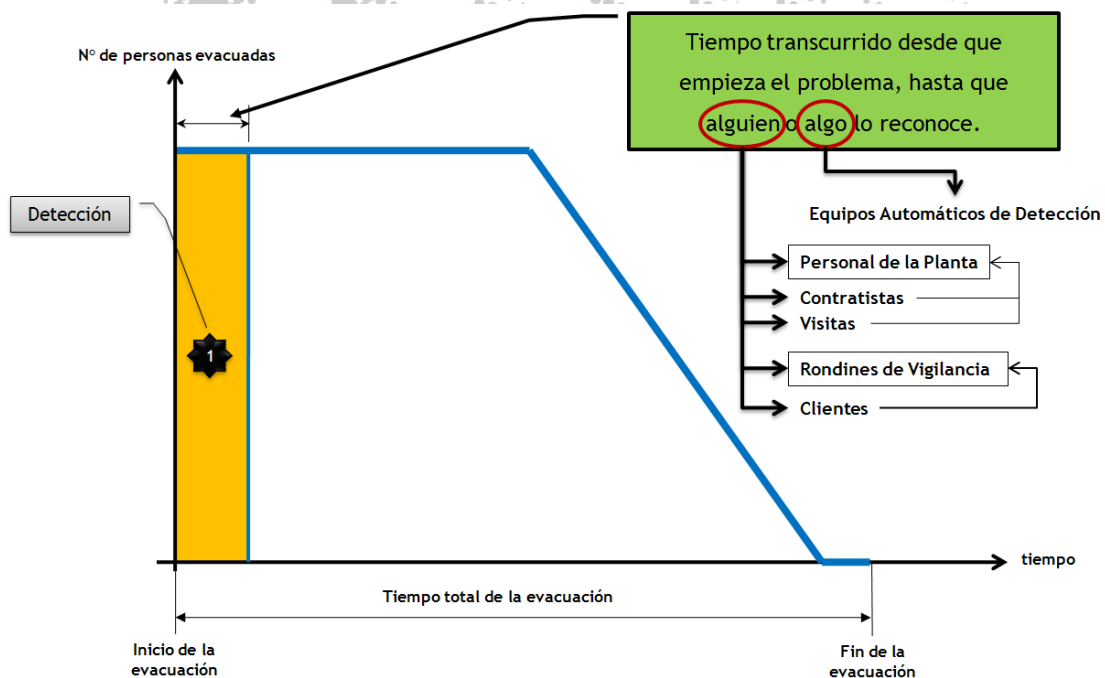 Nº de personas evacuadas
Tiempo transcurrido desde que
empieza el problema, hasta que
alguien o algo lo reconoce.
Detección
Equipos Automáticos de Detección
Personal de la Planta
Contratistas
Visitas
1
Rondines de Vigilancia
Clientes
tiempo
Tiempo total de la evacuación
Inicio de la
evacuación
Fin de la
evacuación